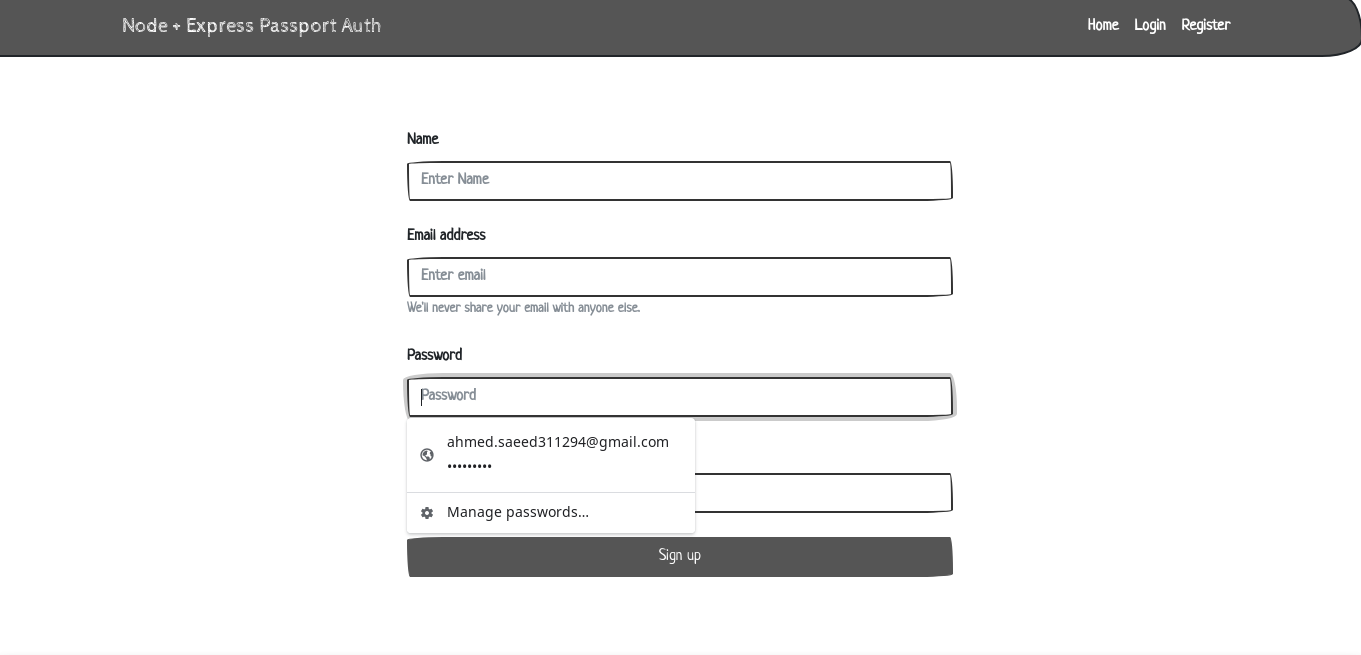 Node + Express Passport Auth
Home Login Register
Name
Enter Name
Email address
Enter email
We'll never share your email with anyone else.
Password
Password
ahmed.saeed311294@gmail.com
•••••••••
Manage passwords...
Sign up